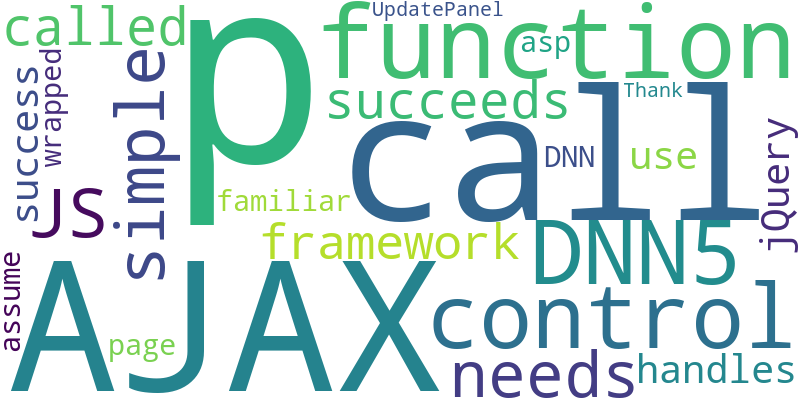 called
p
function
UpdatePanel
asp
succeeds
Thank
call
simple
wrapped
success
JS
DNN
use
jQuery
familiar
framework
DNN5
assume
AJAX
control
page
needs
handles